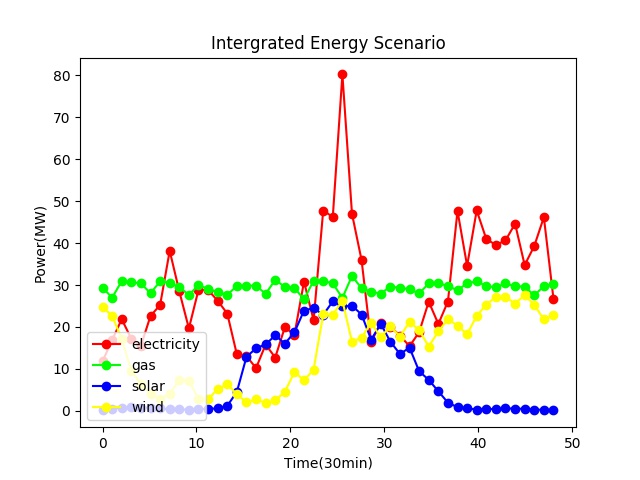 Intergrated Energy Scenario
Power(MW)
80
70
60
50
40
30
20
10
0
electricity
gas
solar
wind
0 10 20 30 40 50
Time(30min)